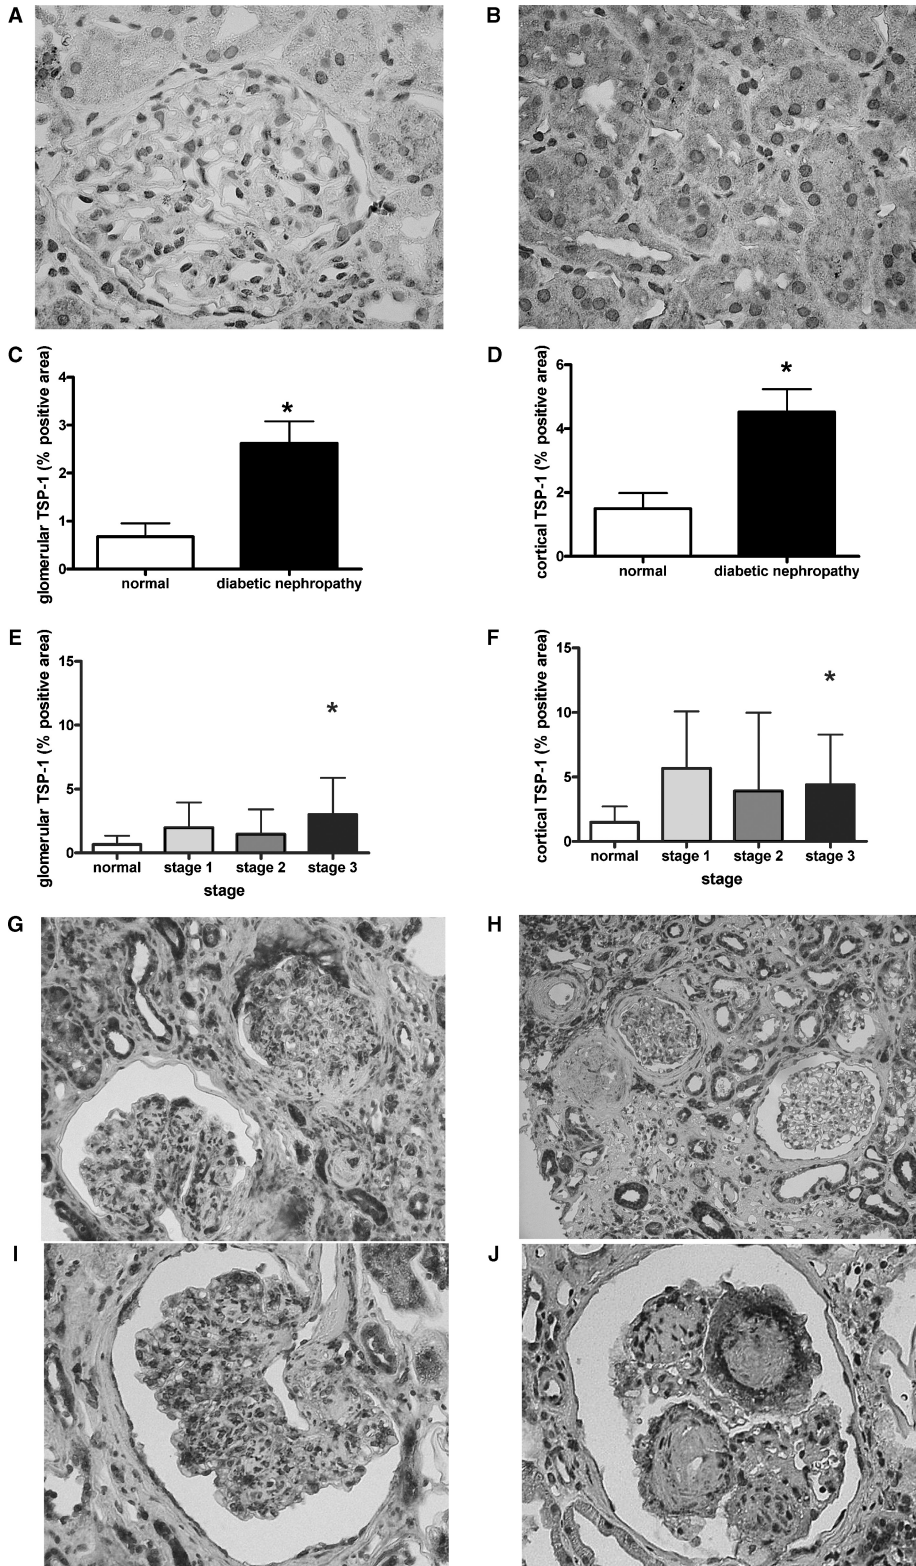 A
B
C
glomerular TSP-1 (% positive area)
4
3
2
1
0
*
normal
diabetic nephropathy
D
cortical TSP-1 (% positive area)
6
4
2
0
*
normal
diabetic nephropathy
E
glomerular TSP-1 (% positive area)
15
10
5
0
*
normal
stage 1
stage 2
stage 3
stage
F
cortical TSP-1 (% positive area)
15
10
5
0
*
normal
stage 1
stage 2
stage 3
stage
G
H
I
J